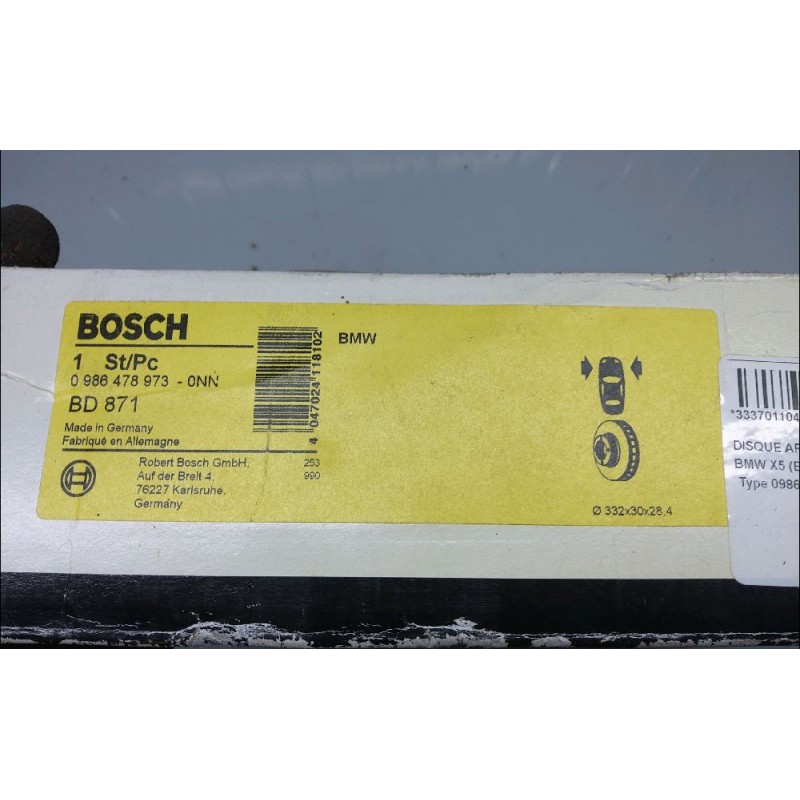 BOSCH
1 St/Pc
0 986 478 973 - 0NN
BD 871
Made in Germany
Fabriqué en Allemagne
Robert Bosch GmbH,
Auf der Breit 4,
76227 Karlsruhe,
Germany
253
990
4 047024 118102
BMW
Ø 332x30x28,4
*333701104
DISQUE
BMW X5
Type 0986